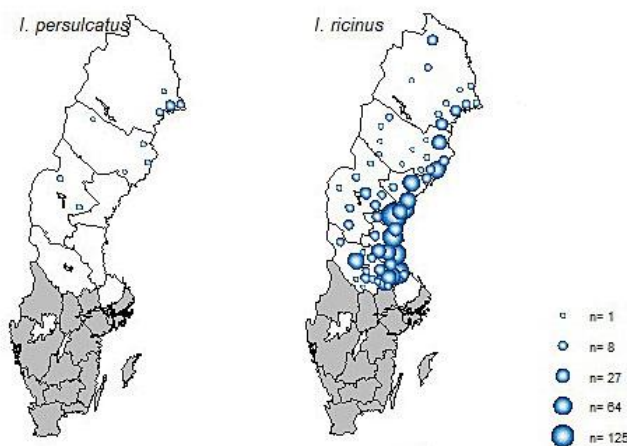 I. persulcatus
I. ricinus
n= 1
n= 8
n= 27
n= 64
n= 125